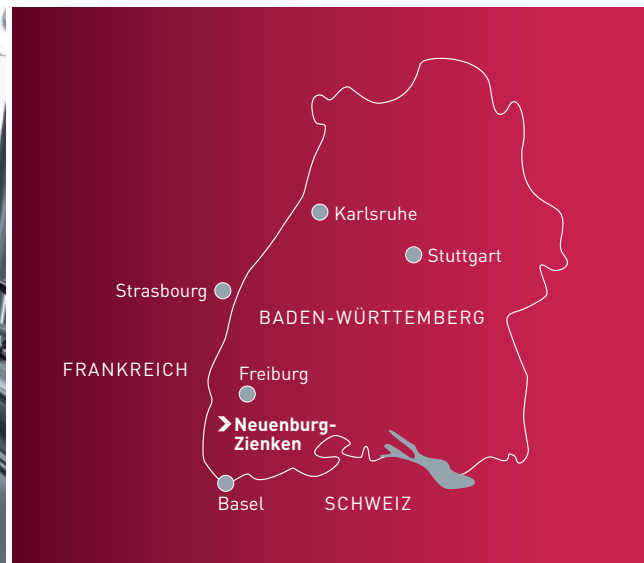 Karlsruhe
Stuttgart
Strasbourg
BADEN-WÜRTTEMBERG
FRANKREICH
Freiburg
Neuenburg-
Zienken
Basel
SCHWEIZ